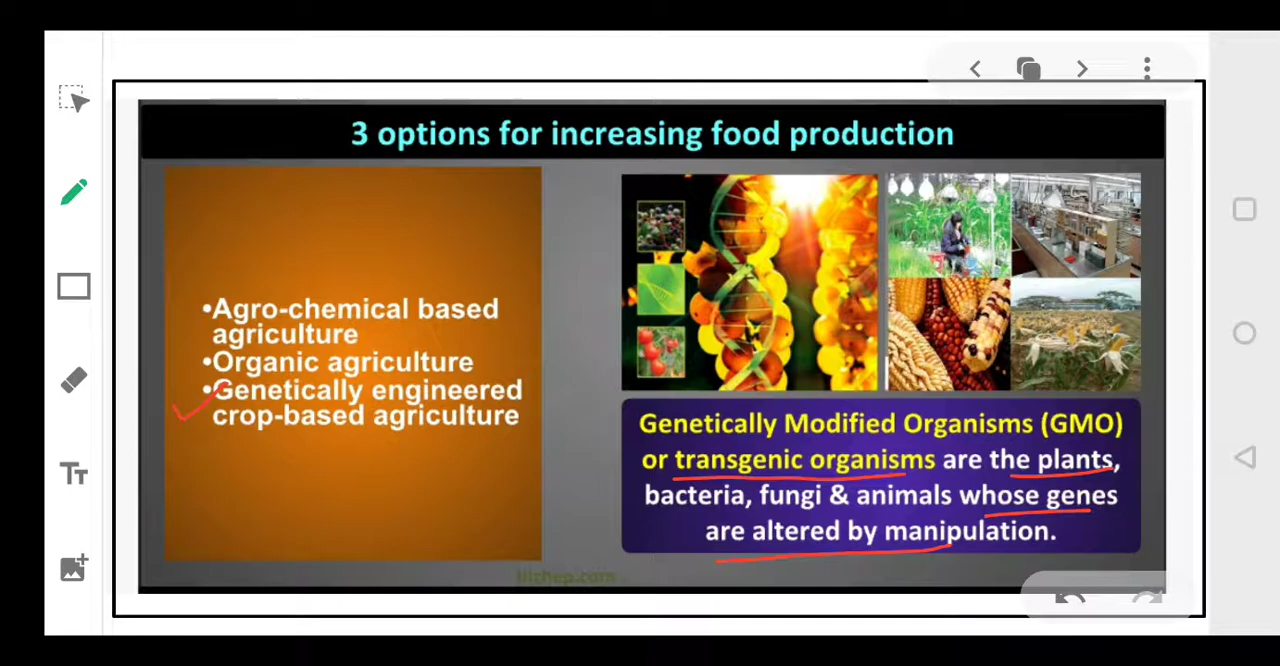 3 options for increasing food production
•Agro-chemical based
agriculture
•Organic agriculture
•Genetically engineered
crop-based agriculture
Genetically Modified Organisms (GMO)
or transgenic organisms are the plants,
bacteria, fungi & animals whose genes
are altered by manipulation.
TT